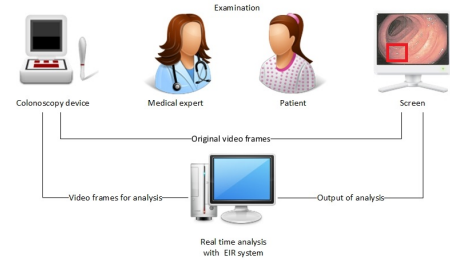 Examination
Colonoscopy device
Medical expert
Patient
Screen
Original video frames
Video frames for analysis
Output of analysis
Real time analysis
with EIR system